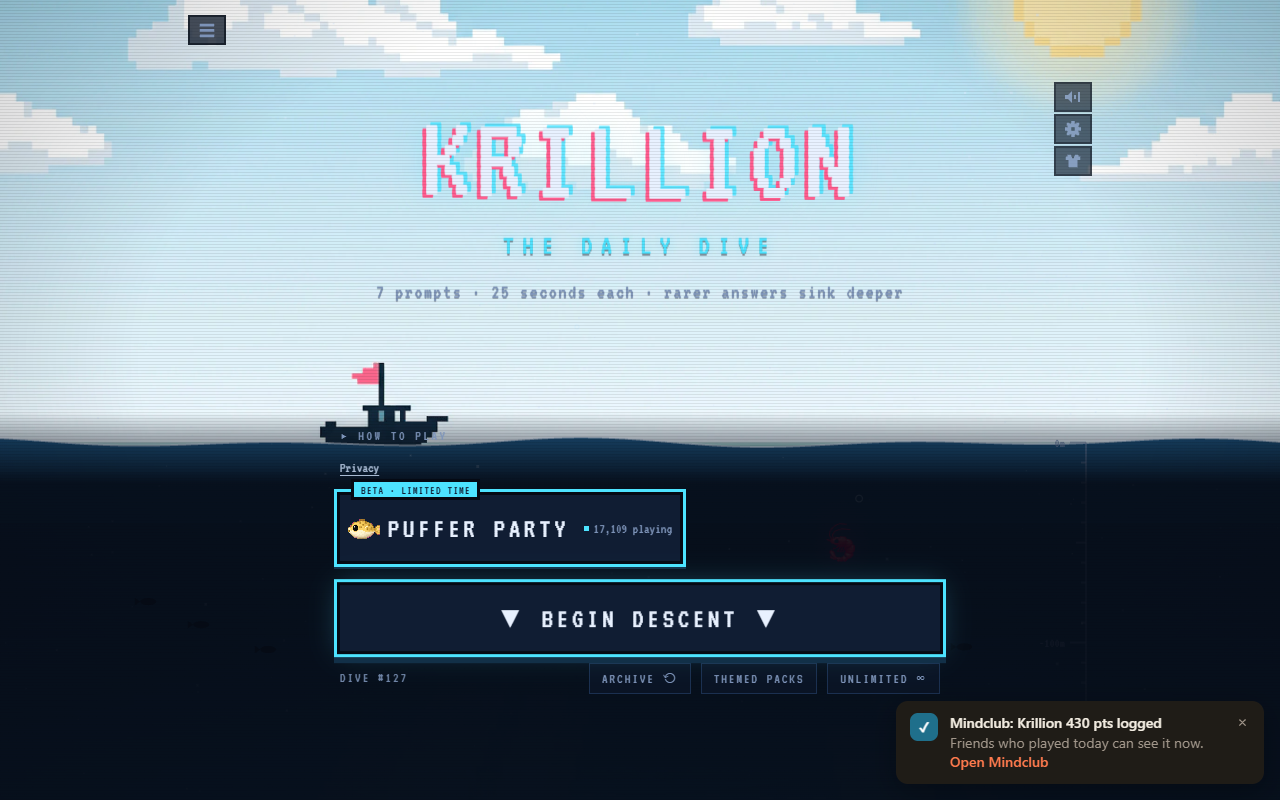 KRILLION
THE DAILY DIVE
7 prompts · 25 seconds each · rarer answers sink deeper
▸ HOW TO PLAY
Privacy
BETA · LIMITED TIME
PUFFER PARTY
17,109 playing
▼ BEGIN DESCENT ▼
DIVE #127
ARCHIVE
THEMED PACKS
UNLIMITED ∞
Mindclub: Krillion 430 pts logged
Friends who played today can see it now.
Open Mindclub